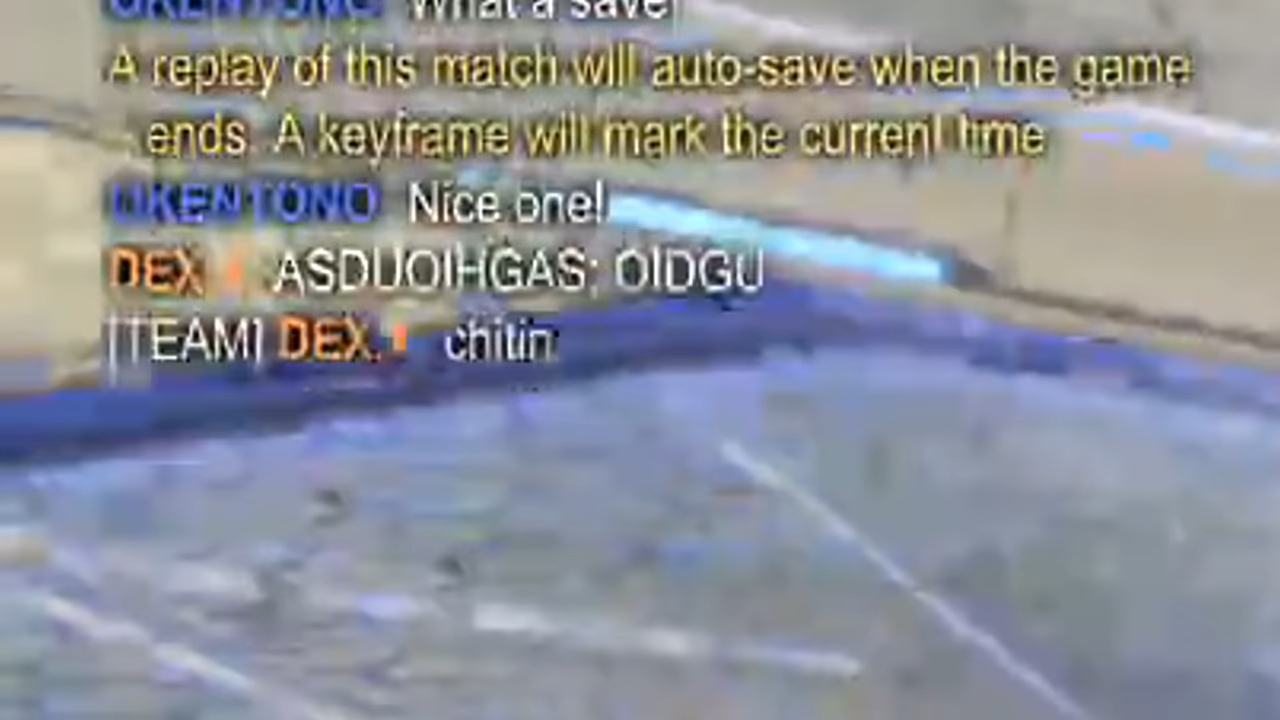 What a save!
A replay of this match will auto-save when the game
ends. A keyframe will mark the current time
Nice one!
DEX : ASDUOIHGAS; OIDGU
[TEAM] DEX : chitin